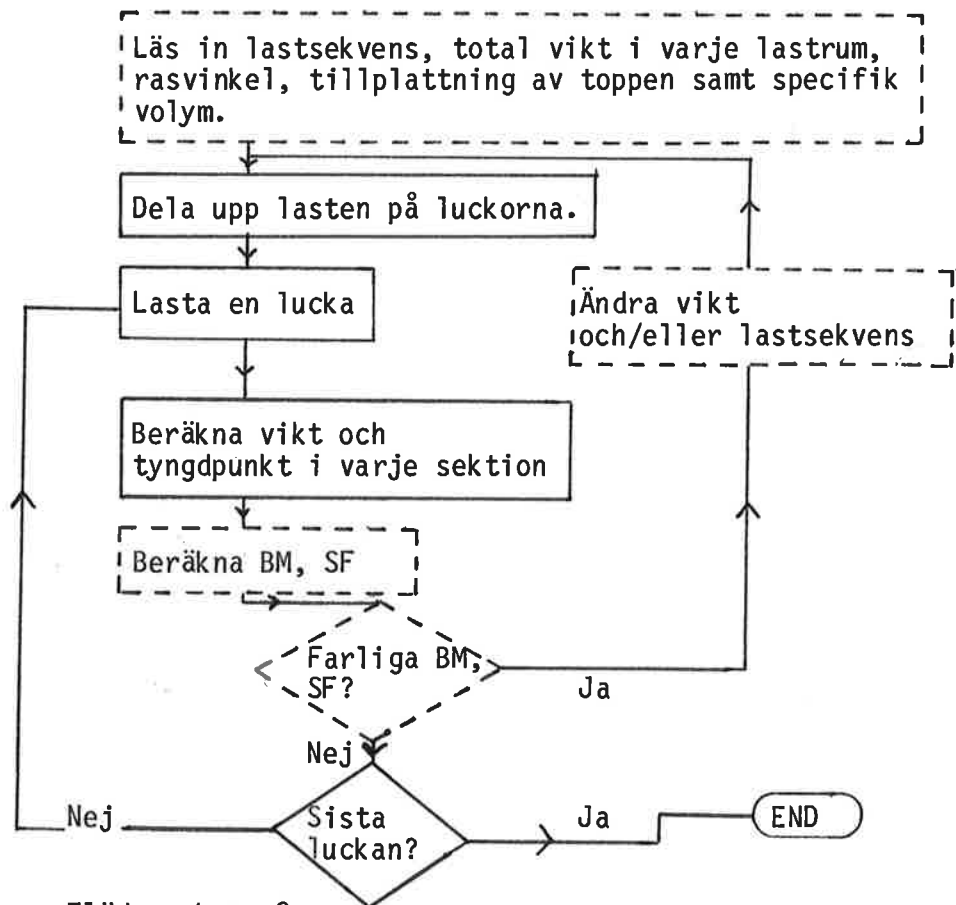 Läs in lastsekvens, total vikt i varje lastrum,
rasvinkel, tillplattning av toppen samt specifik
volym.
Dela upp lasten på luckorna.
Lasta en lucka
Ändra vikt
och/eller lastsekvens
Beräkna vikt och
tyngdpunkt i varje sektion
Beräkna BM, SF
Farliga BM,
SF?
Ja
Nej
Nej
Sista
luckan?
Ja
END